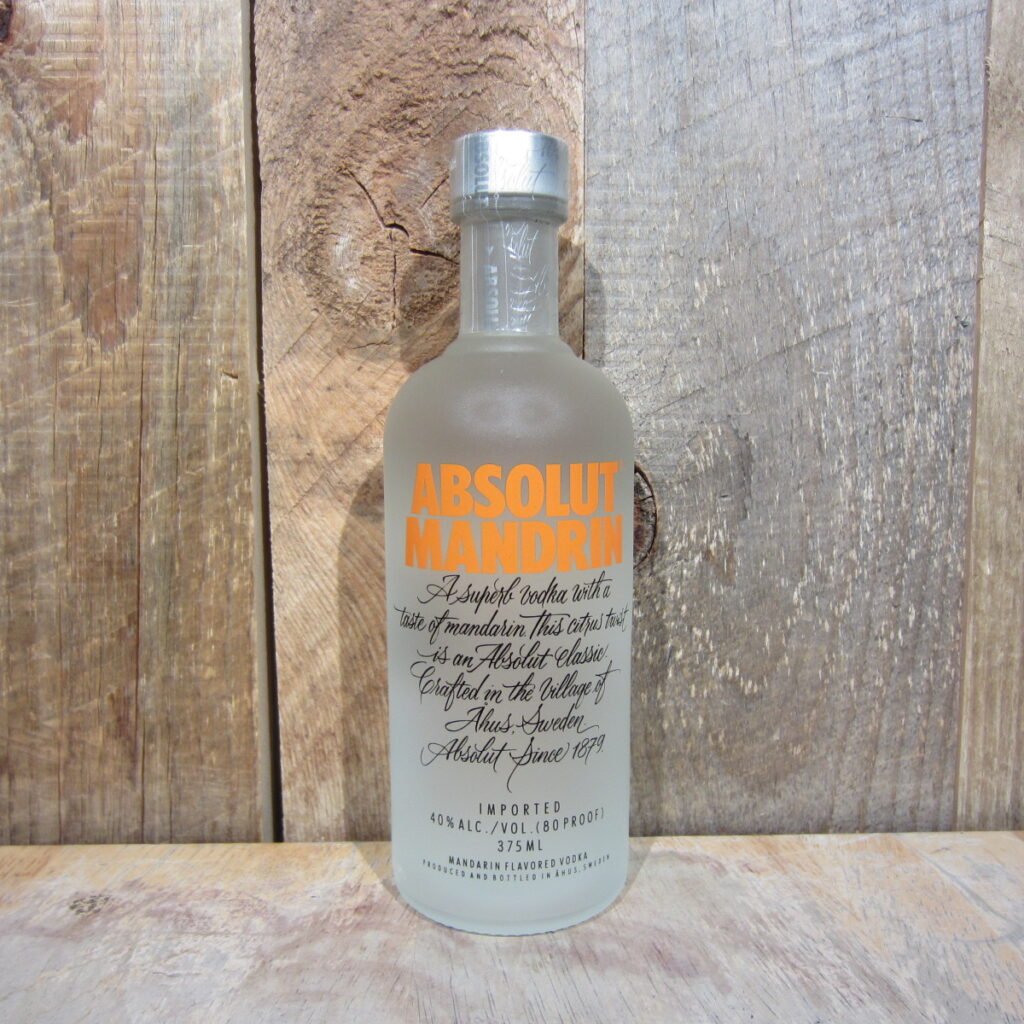 ABSOLUT
MANDRIN
A superb vodka with a
taste of mandarin. This citrus twist
is an Absolut classic.
Crafted in the Village of
Åhus, Sweden
Absolut Since 1879.
IMPORTED
40% ALC./VOL. (80 PROOF)
375ML
MANDARIN FLAVORED VODKA
PRODUCED AND BOTTLED IN ÅHUS, SWEDEN